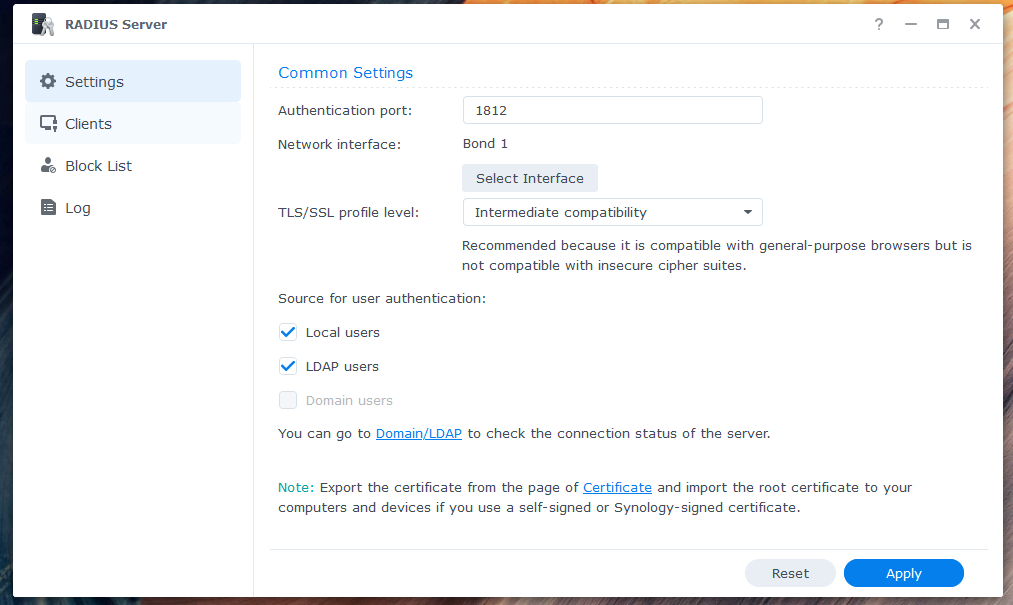 RADIUS Server
?
Settings
Clients
Block List
Log
Common Settings
Authentication port: 1812
Network interface: Bond 1
Select Interface
TLS/SSL profile level: Intermediate compatibility
Recommended because it is compatible with general-purpose browsers but is
not compatible with insecure cipher suites.
Source for user authentication:
Local users
LDAP users
Domain users
You can go to Domain/LDAP to check the connection status of the server.
Note: Export the certificate from the page of Certificate and import the root certificate to your
computers and devices if you use a self-signed or Synology-signed certificate.
Reset Apply